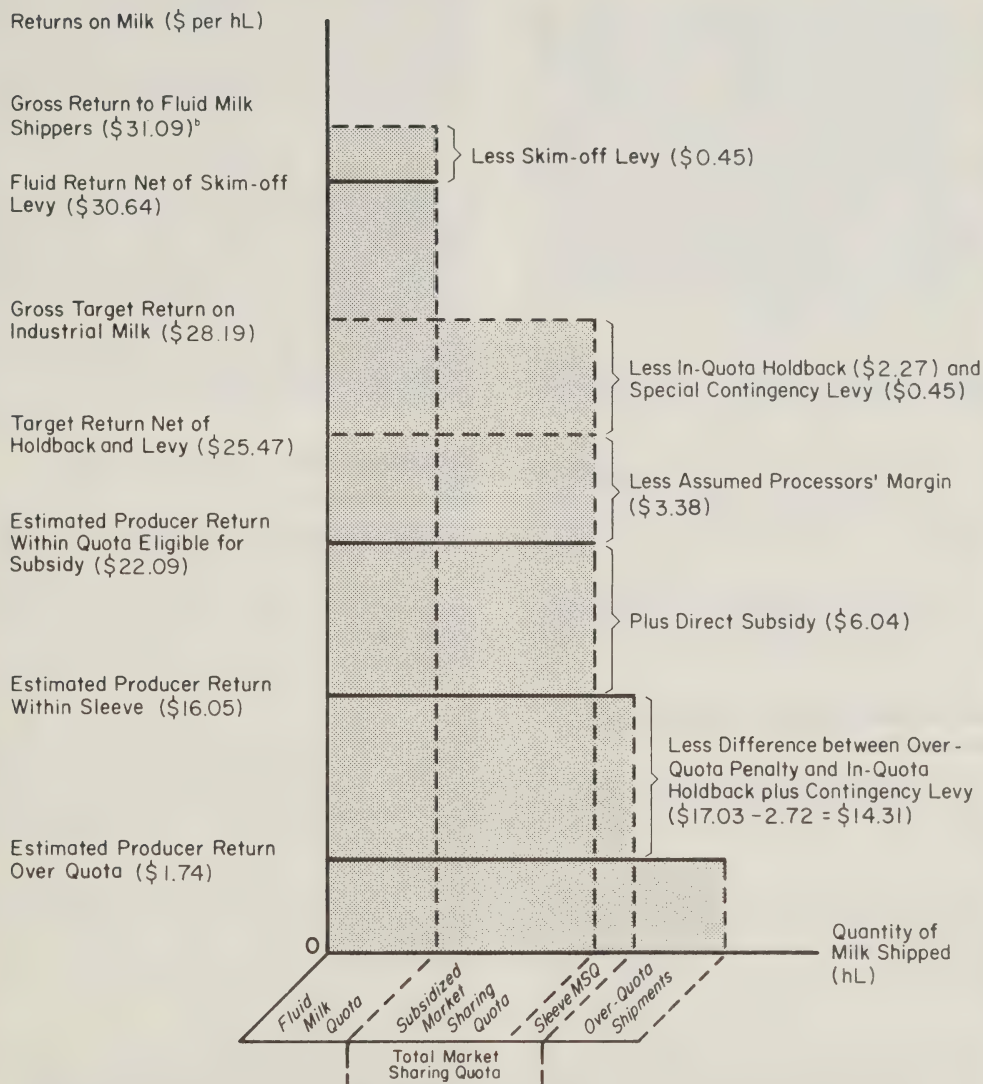 Returns on Milk ($ per hL)
Gross Return to Fluid Milk
Shippers ($31.09)ᵇ
Less Skim-off Levy ($0.45)
Fluid Return Net of Skim-off
Levy ($30.64)
Gross Target Return on
Industrial Milk ($28.19)
Less In-Quota Holdback ($2.27) and
Special Contingency Levy ($0.45)
Target Return Net of
Holdback and Levy ($25.47)
Less Assumed Processors' Margin
($3.38)
Estimated Producer Return
Within Quota Eligible for
Subsidy ($22.09)
Plus Direct Subsidy ($6.04)
Estimated Producer Return
Within Sleeve ($16.05)
Less Difference between Over-
Quota Penalty and In-Quota
Holdback plus Contingency Levy
($17.03 - 2.72 = $14.31)
Estimated Producer Return
Over Quota ($1.74)
O
Quantity of
Milk Shipped
(hL)
Fluid
Milk
Quota
Subsidized
Market
Sharing
Quota
Sleeve MSQ
Over-Quota
Shipments
Total Market
Sharing Quota